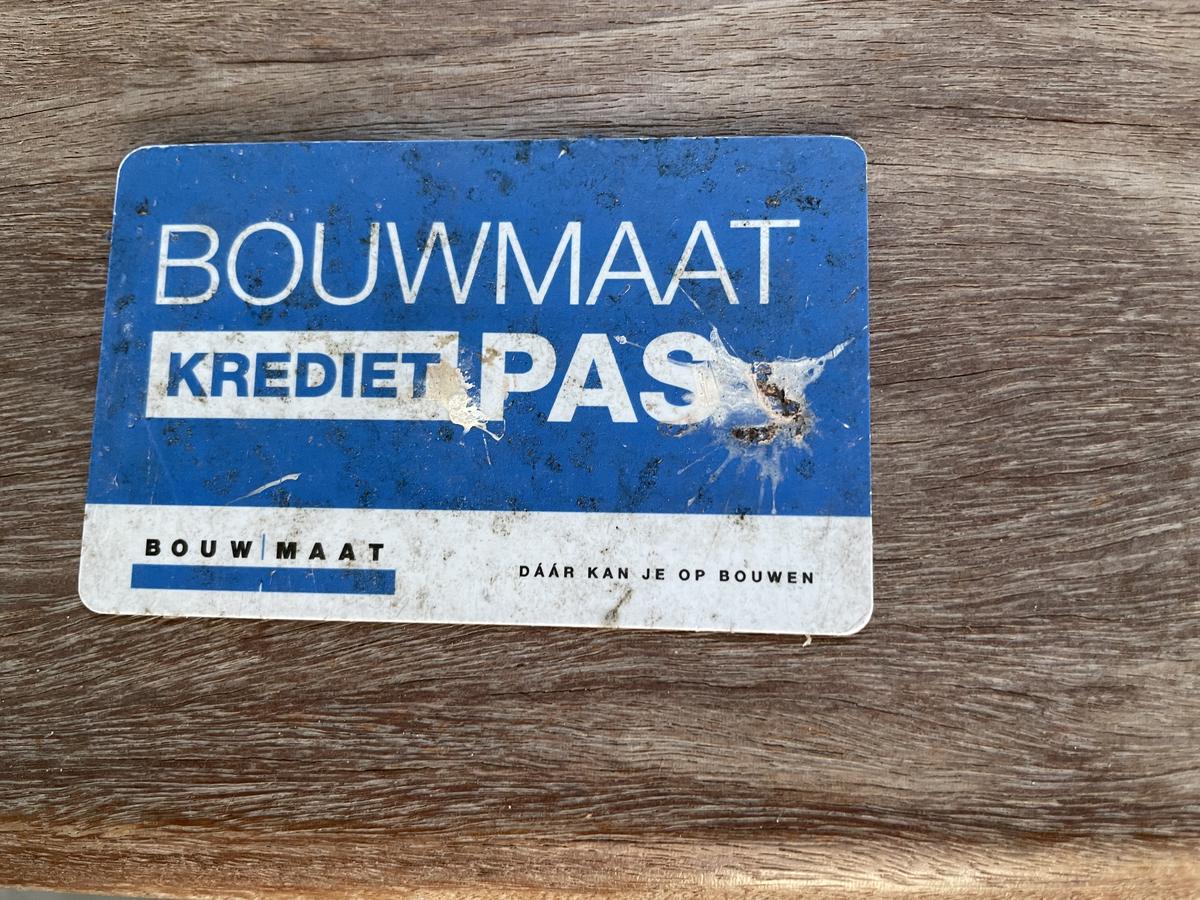 BOUWMAAT
KREDIET PAS
BOUW|MAAT
DÁÁR KAN JE OP BOUWEN